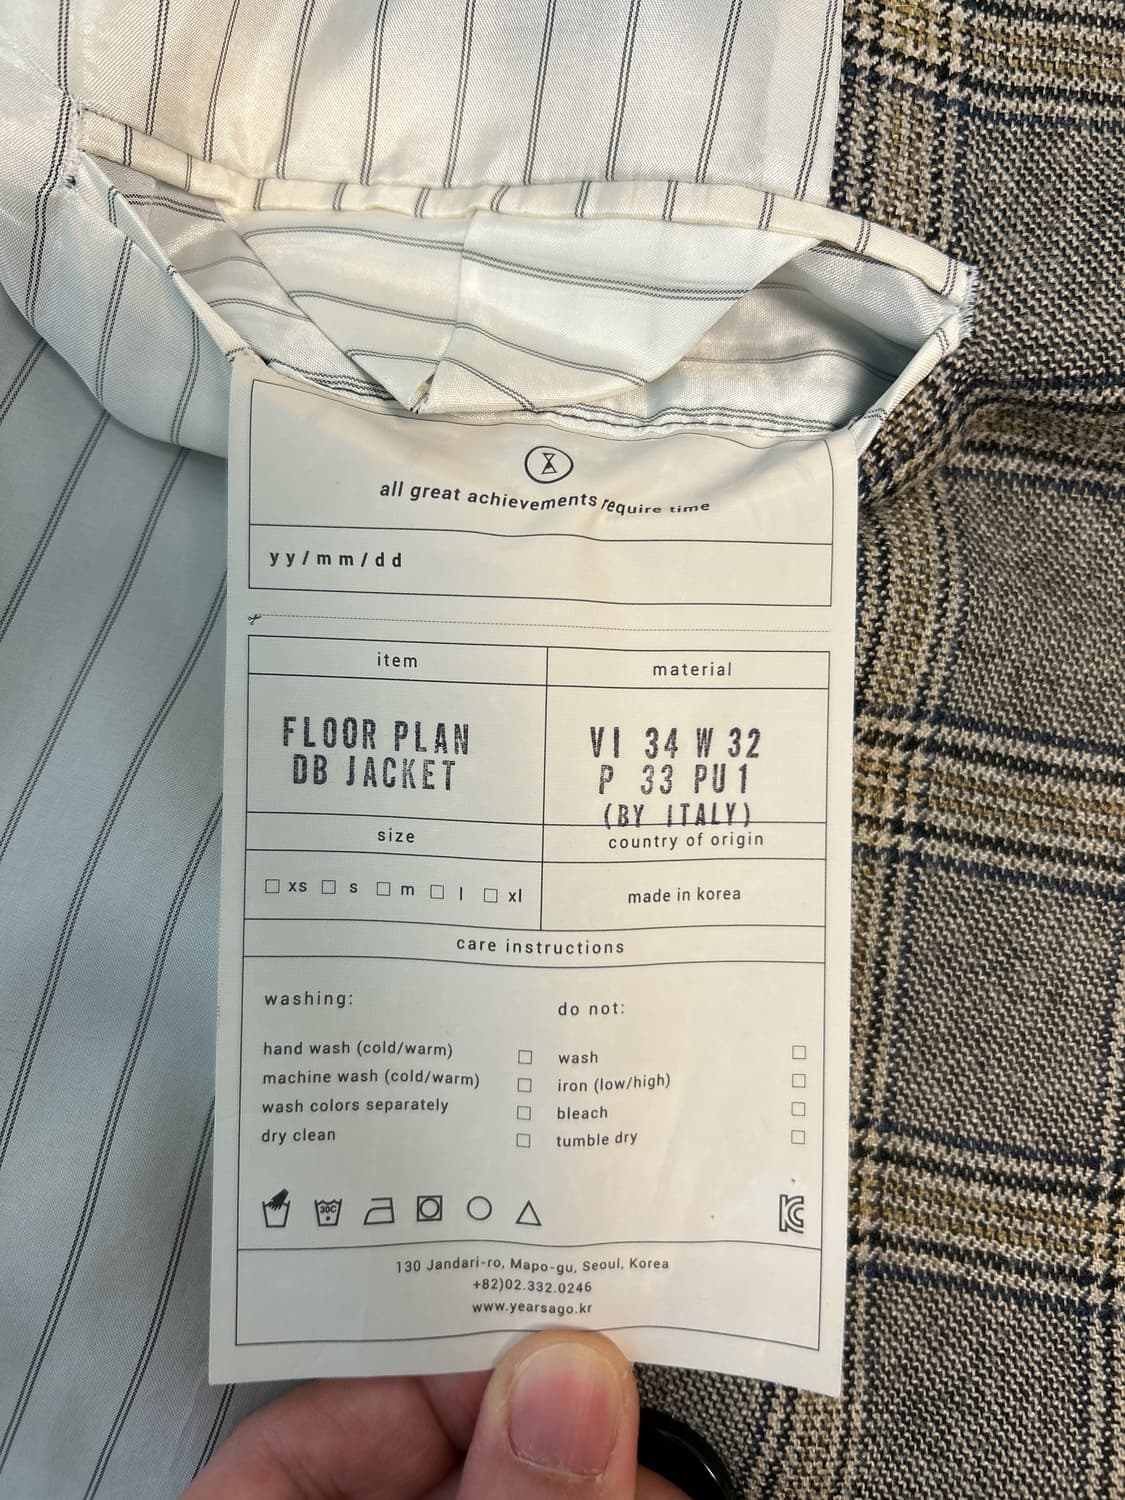 all great achievements require time
yy/mm/dd
item
material
FLOOR PLAN
DB JACKET
VI 34 W 32
P 33 PU 1
(BY ITALY)
size
country of origin
xs s m l xl
made in korea
care instructions
washing:
do not:
hand wash (cold/warm)
wash
machine wash (cold/warm)
iron (low/high)
wash colors separately
bleach
dry clean
tumble dry
30C
130 Jandari-ro, Mapo-gu, Seoul, Korea
+82)02.332.0246
www.yearsago.kr